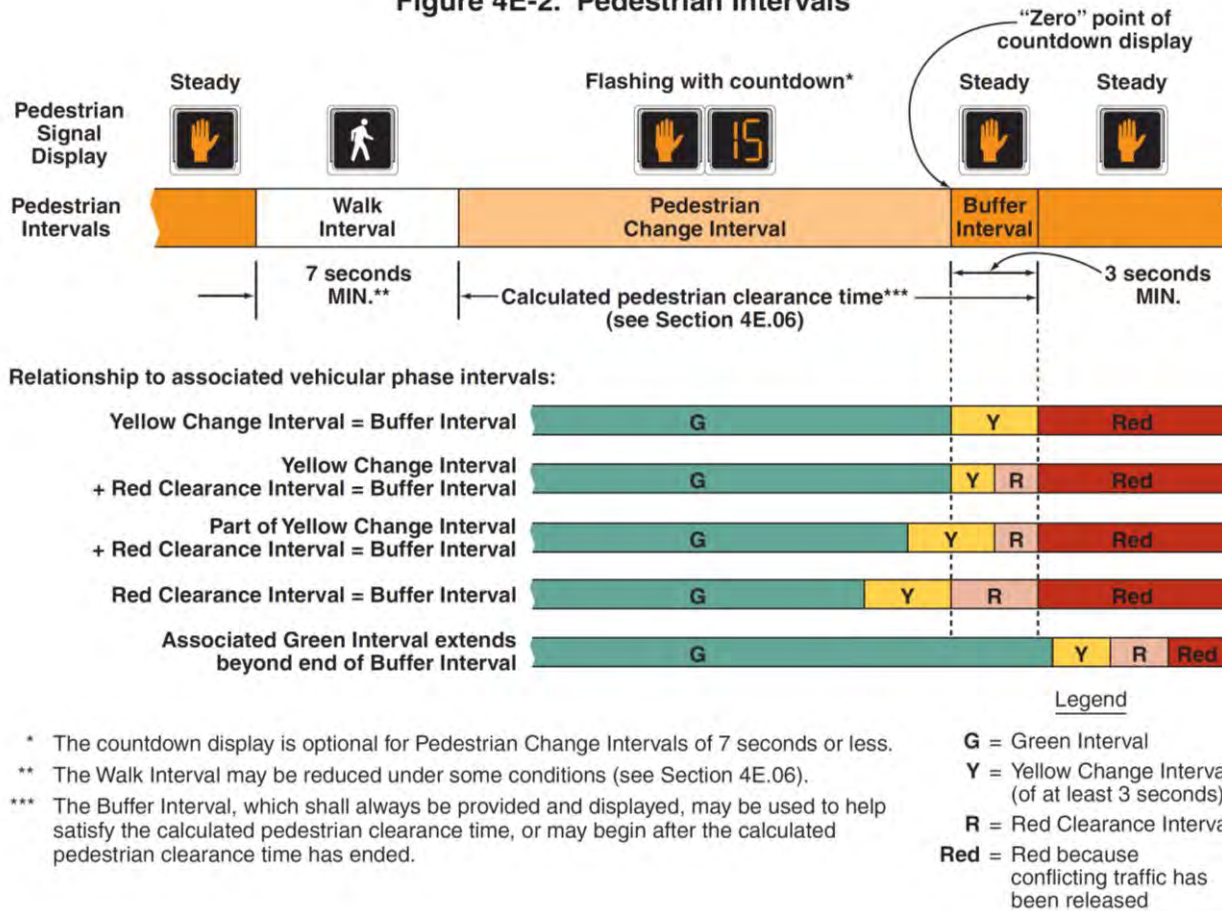 Figure 4E-2. Pedestrian Intervals
"Zero" point of
countdown display
Steady
Flashing with countdown*
Steady
Steady
Pedestrian
Signal
Display
15
Pedestrian
Intervals
Walk
Interval
Pedestrian
Change Interval
Buffer
Interval
7 seconds
MIN.**
Calculated pedestrian clearance time***
(see Section 4E.06)
3 seconds
MIN.
Relationship to associated vehicular phase intervals:
Yellow Change Interval = Buffer Interval
G Y Red
Yellow Change Interval
+ Red Clearance Interval = Buffer Interval
G Y R Red
Part of Yellow Change Interval
+ Red Clearance Interval = Buffer Interval
G Y R Red
Red Clearance Interval = Buffer Interval
G Y R Red
Associated Green Interval extends
beyond end of Buffer Interval
G Y R Red
* The countdown display is optional for Pedestrian Change Intervals of 7 seconds or less.
** The Walk Interval may be reduced under some conditions (see Section 4E.06).
*** The Buffer Interval, which shall always be provided and displayed, may be used to help
satisfy the calculated pedestrian clearance time, or may begin after the calculated
pedestrian clearance time has ended.
Legend
G = Green Interval
Y = Yellow Change Interva
(of at least 3 seconds)
R = Red Clearance Interva
Red = Red because
conflicting traffic has
been released